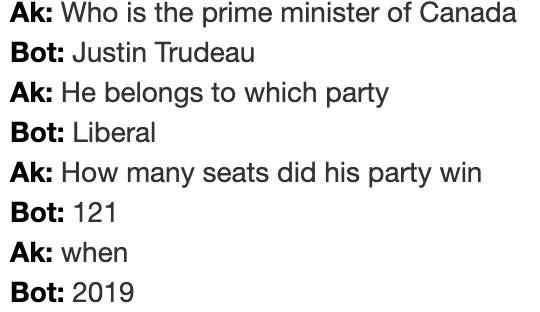 Ak: Who is the prime minister of Canada
Bot: Justin Trudeau
Ak: He belongs to which party
Bot: Liberal
Ak: How many seats did his party win
Bot: 121
Ak: when
Bot: 2019